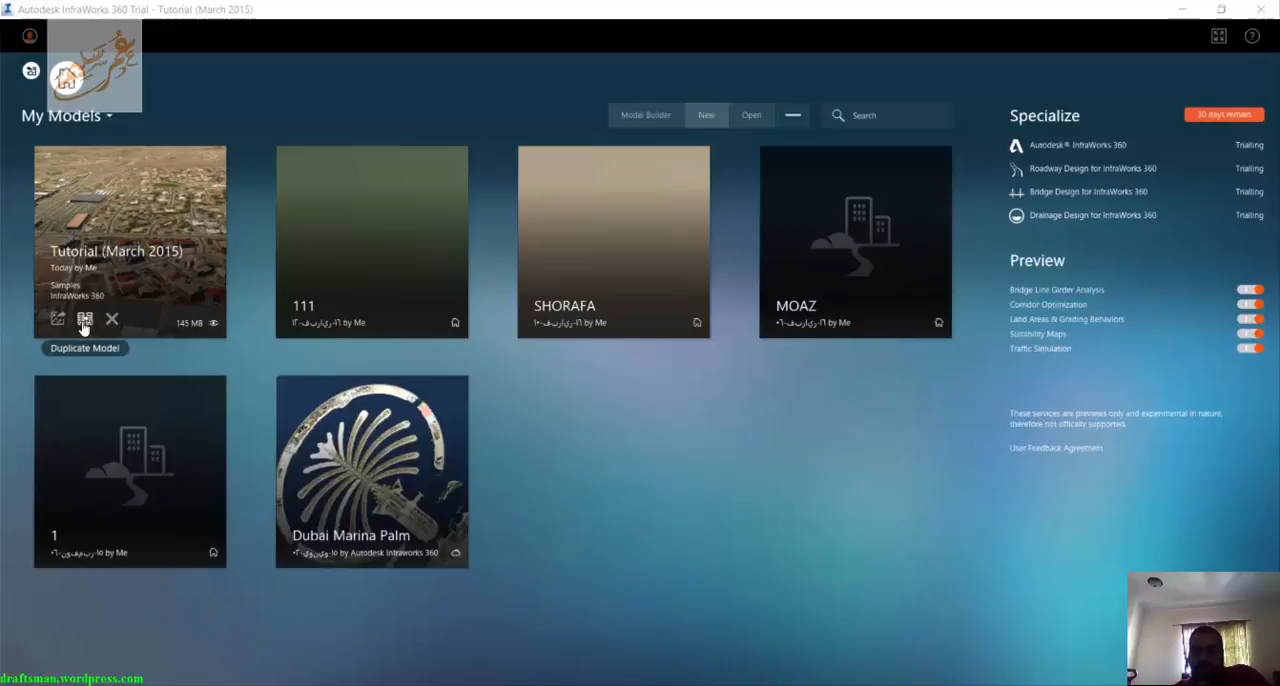 Autodesk InfraWorks 360 Trial - Tutorial (March 2015)
My Models
Model Builder
New
Open
Search
Tutorial (March 2015)
Today by Me
Samples
InfraWorks 360
145 MB
Duplicate Model
111
by Me
SHORAFA
by Me
MOAZ
by Me
1
by Me
Dubai Marina Palm
by Autodesk Infraworks 360
Specialize
30 days remain
Autodesk® InfraWorks 360
Trialling
Roadway Design for InfraWorks 360
Trialling
Bridge Design for InfraWorks 360
Trialling
Drainage Design for InfraWorks 360
Trialling
Preview
Bridge Line Girder Analysis
Corridor Optimization
Land Areas & Grading Behaviors
Suitability Maps
Traffic Simulation
These services are previews only and experimental in nature,
therefore not offically supported.
User Feedback Agreement
draftsman.wordpress.com